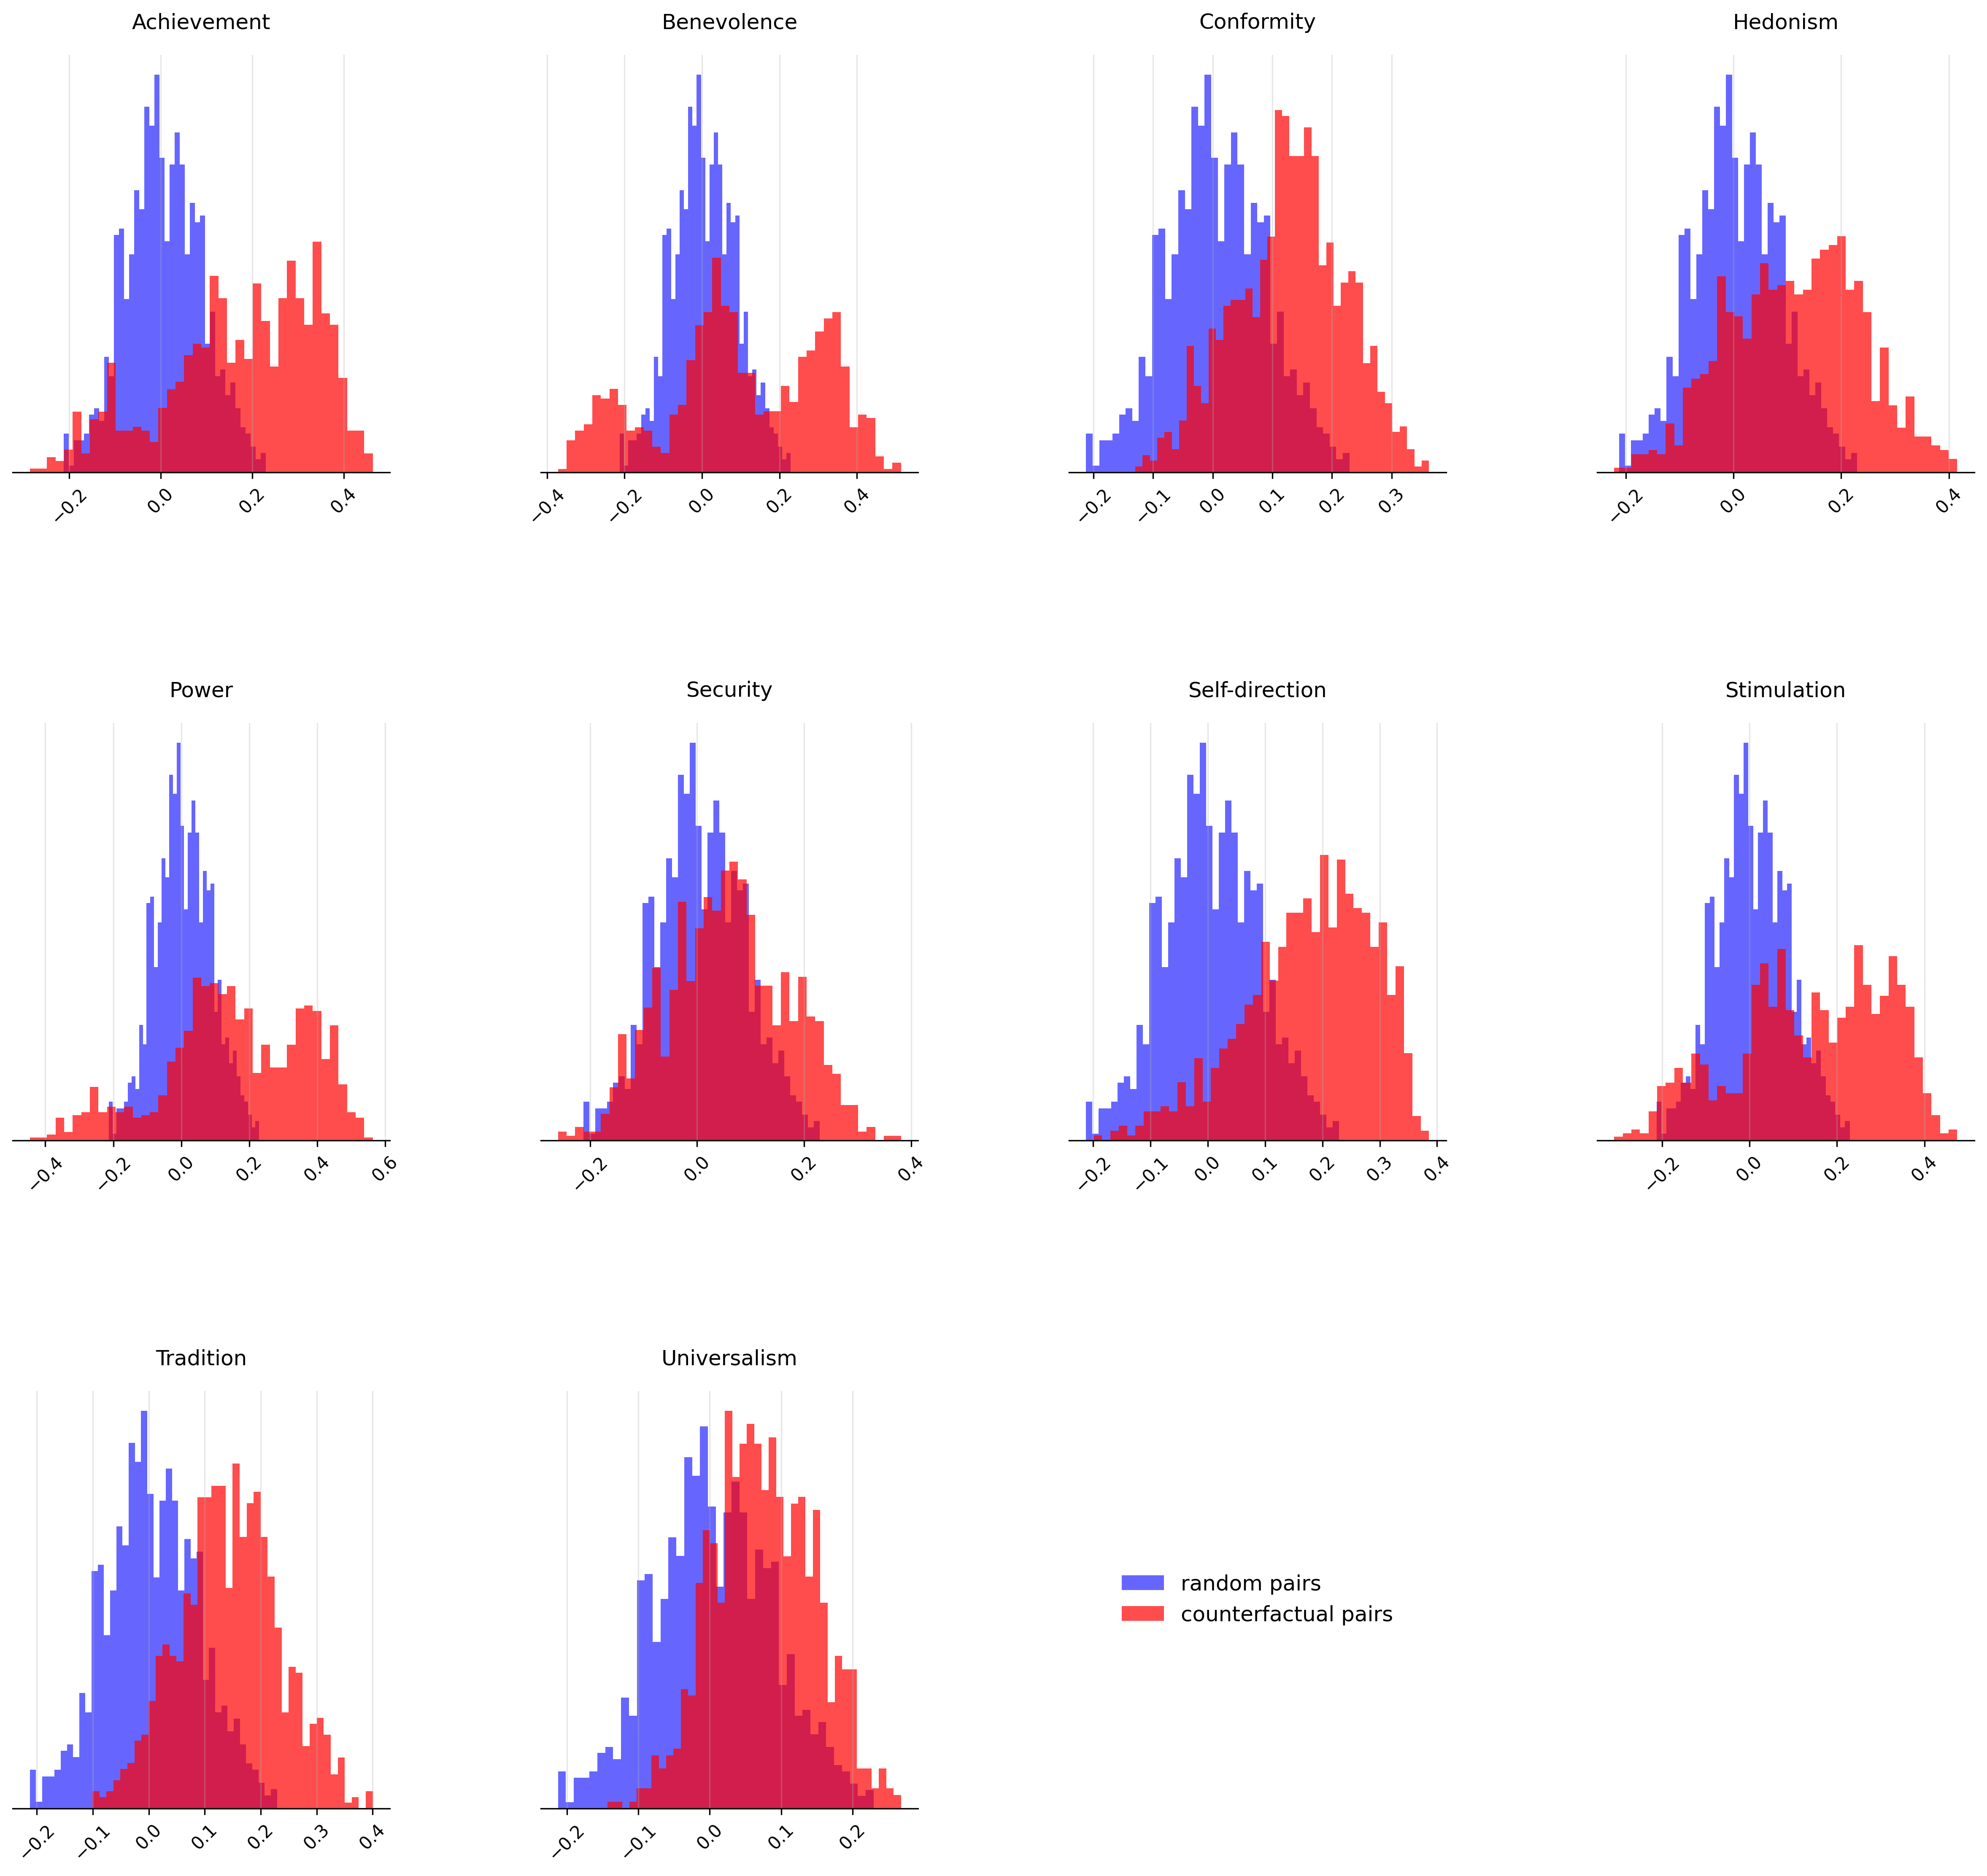 Achievement Benevolence Conformity Hedonism
−0.2 0.0 0.2 0.4 −0.4 −0.2 0.0 0.2 0.4 −0.2 −0.1 0.0 0.1 0.2 0.3 −0.2 0.0 0.2 0.4
Power Security Self-direction Stimulation
−0.4 −0.2 0.0 0.2 0.4 0.6 −0.2 0.0 0.2 0.4 −0.2 −0.1 0.0 0.1 0.2 0.3 0.4 −0.2 0.0 0.2 0.4
Tradition Universalism
random pairs
counterfactual pairs
−0.2 −0.1 0.0 0.1 0.2 0.3 0.4 −0.2 −0.1 0.0 0.1 0.2